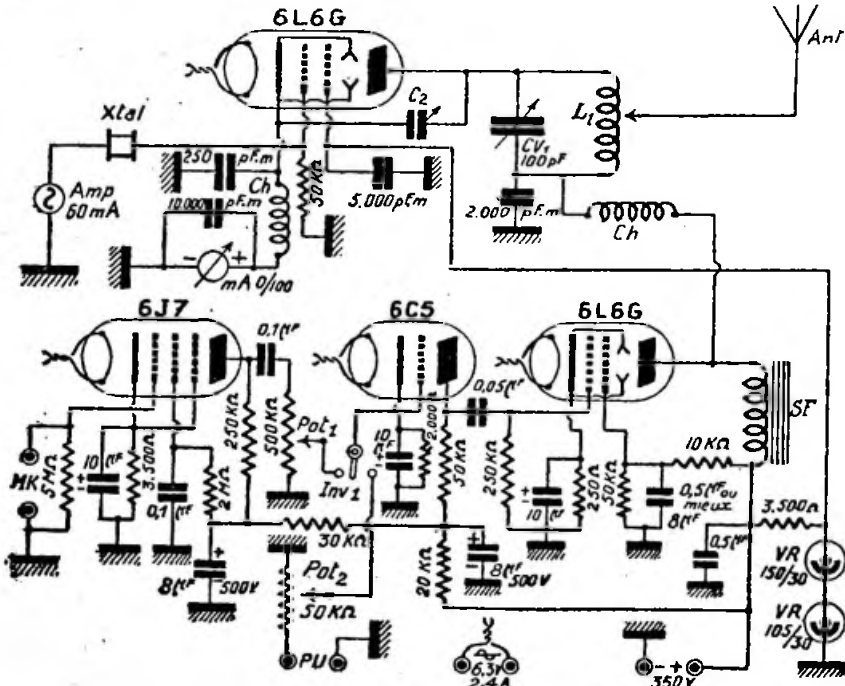 6L6G
Ant
Xtal
C2
L1
CV1
100pF
250 pF.m
Ch
50KΩ
5.000pF.m
2.000 pF.m
Amp
60mA
10.000 pF.m
Ch
- +
mA 0/100
6J7
6C5
6L6G
0,1µF
0,05µF
SF
250KΩ
500KΩ
Pot1
Inv1
10µF
2.000Ω
50KΩ
250KΩ
10µF
250Ω
50KΩ
10KΩ
0,5µF ou
mieux
8µF
MK
5MΩ
10µF
3.500Ω
0,1µF
2MΩ
3.500Ω
0,5µF
VR
150/30
30KΩ
8µF
500V
Pot2
50KΩ
20KΩ
8µF
500V
VR
105/30
PU
6,3V
2,4A
- +
350V